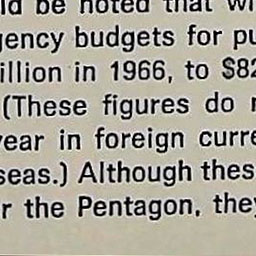 ld be noted that wi
gency budgets for pu
illion in 1966, to $82
(These figures do n
year in foreign curre
seas.) Although thes
r the Pentagon, they